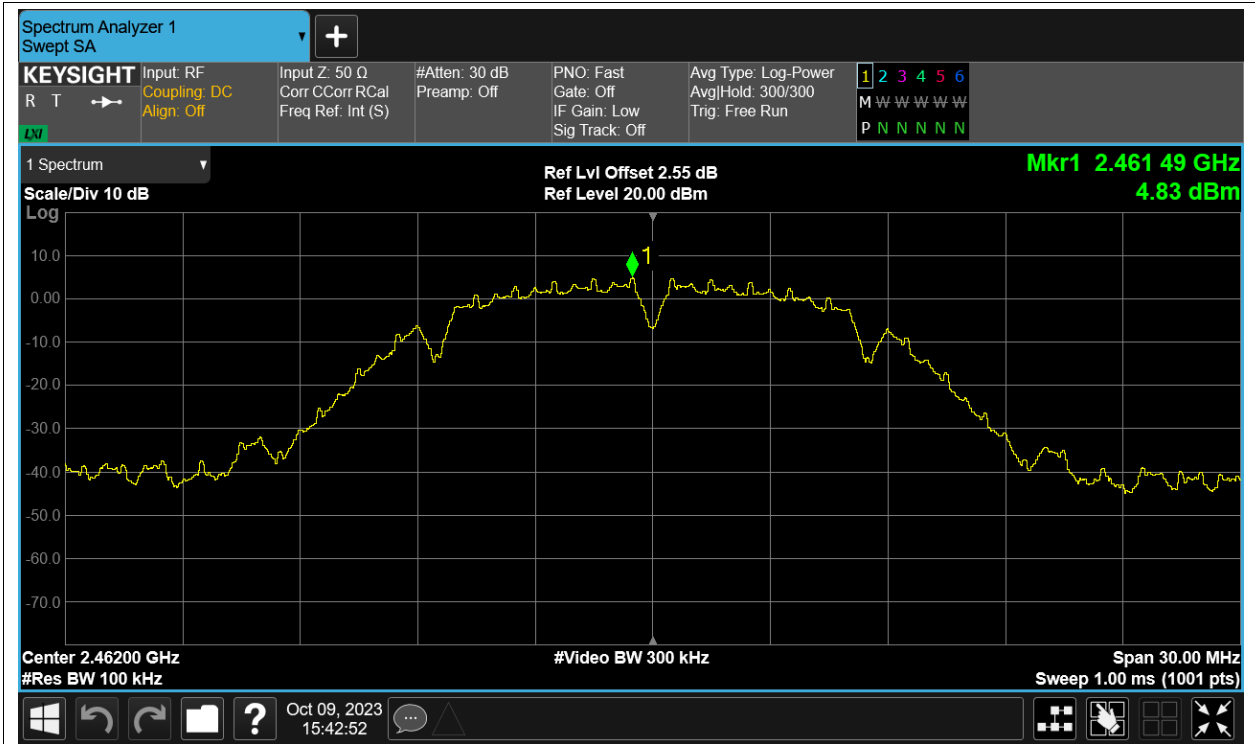 Spectrum Analyzer 1
Swept SA
KEYSIGHT
R T
LXI
Input: RF
Coupling: DC
Align: Off
Input Z: 50 Ω
Corr CCorr RCal
Freq Ref: Int (S)
#Atten: 30 dB
Preamp: Off
PNO: Fast
Gate: Off
IF Gain: Low
Sig Track: Off
Avg Type: Log-Power
Avg|Hold: 300/300
Trig: Free Run
1 2 3 4 5 6
M W W W W W W
P N N N N N
1 Spectrum
Scale/Div 10 dB
Log
Ref Lvl Offset 2.55 dB
Ref Level 20.00 dBm
Mkr1 2.461 49 GHz
4.83 dBm
1
10.0
0.00
-10.0
-20.0
-30.0
-40.0
-50.0
-60.0
-70.0
Center 2.46200 GHz
#Res BW 100 kHz
#Video BW 300 kHz
Span 30.00 MHz
Sweep 1.00 ms (1001 pts)
?
Oct 09, 2023
15:42:52